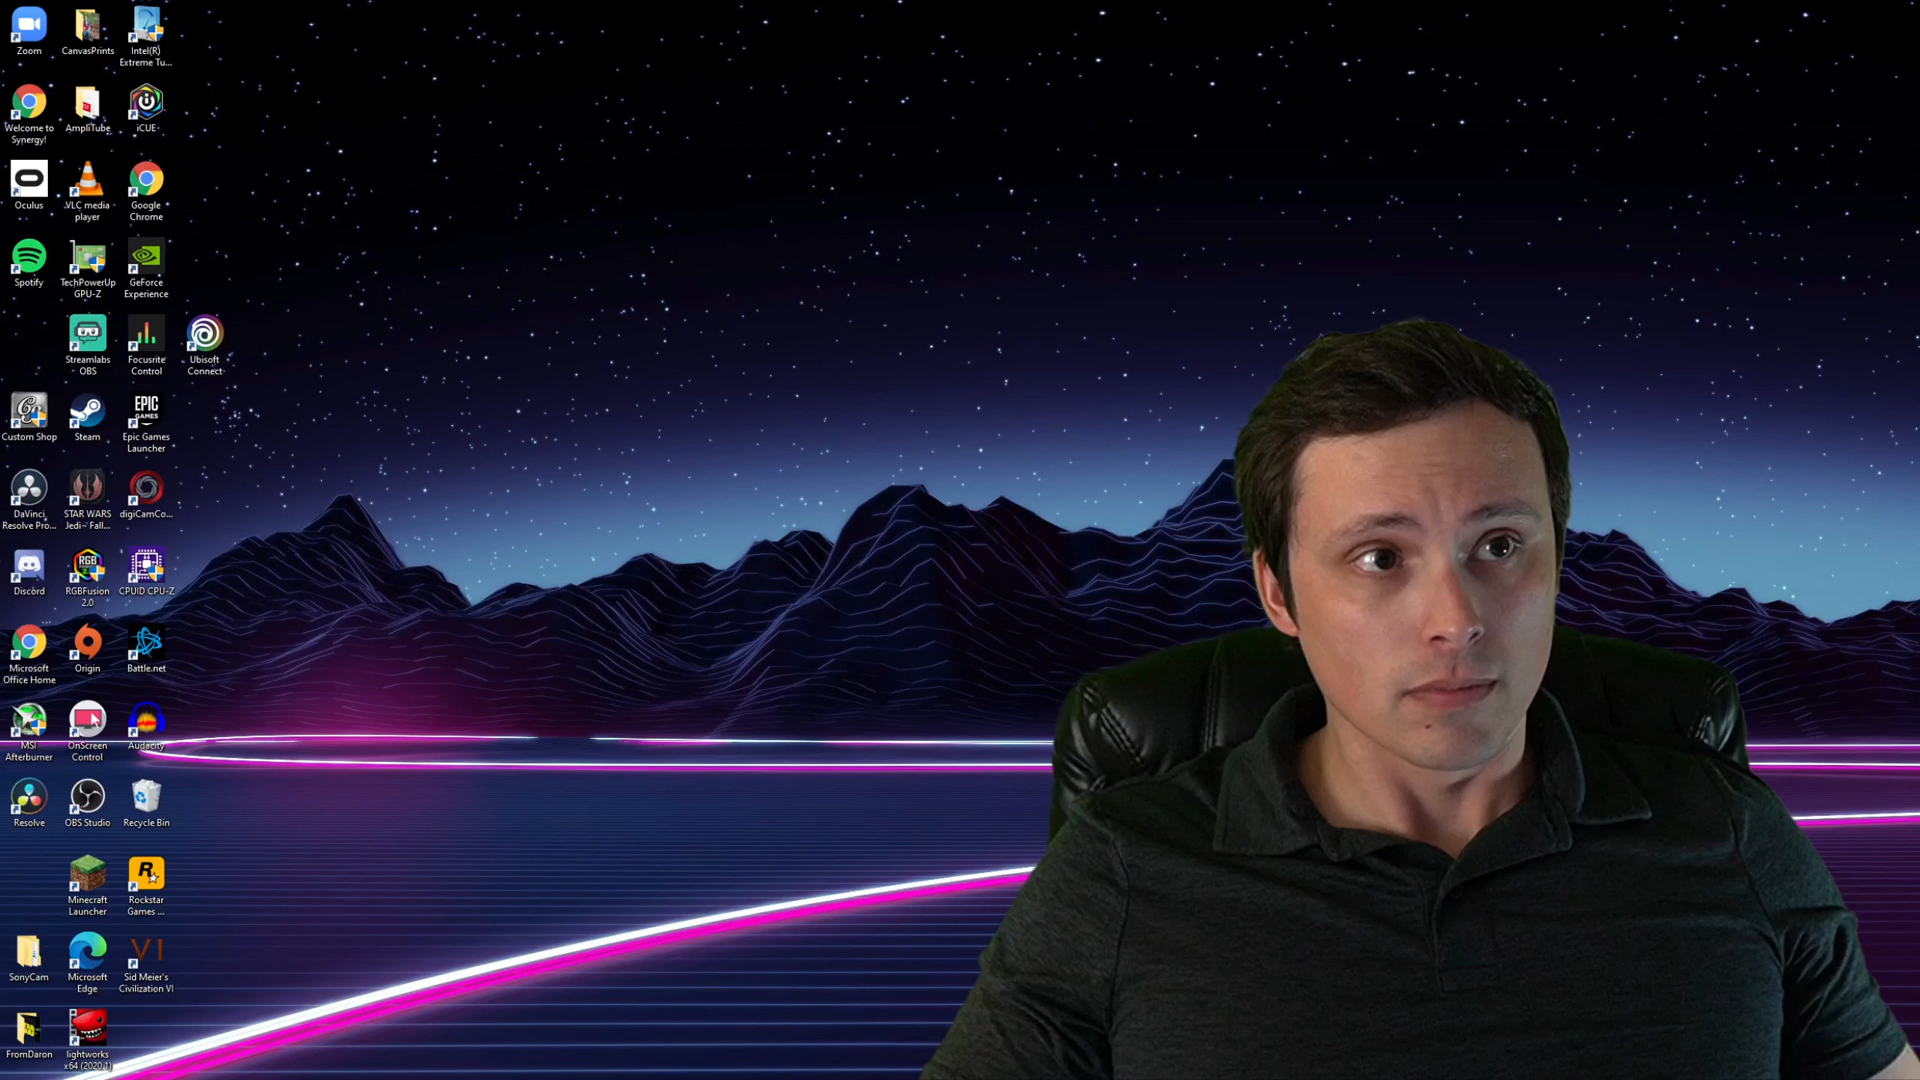 Zoom
CanvasPrints
Intel(R)
Extreme Tu...
Welcome to
Synergy!
AmpliTube
iCUE
Oculus
VLC media
player
Google
Chrome
Spotify
TechPowerUp
GPU-Z
GeForce
Experience
Streamlabs
OBS
Focusrite
Control
Ubisoft
Connect
Custom Shop
Steam
EPIC
GAMES
Epic Games
Launcher
DaVinci
Resolve Pro...
STAR WARS
Jedi- Fall...
digiCamCo...
Discord
RGB
RGBFusion
2.0
CPUID CPU-Z
Microsoft
Office Home
Origin
Battle.net
MSI
Afterburner
OnScreen
Control
Audacity
Resolve
OBS Studio
Recycle Bin
Minecraft
Launcher
R
Rockstar
Games ...
SonyCam
Microsoft
Edge
VI
Sid Meier's
Civilization VI
FromDaron
lightworks
x64 (2020.1)